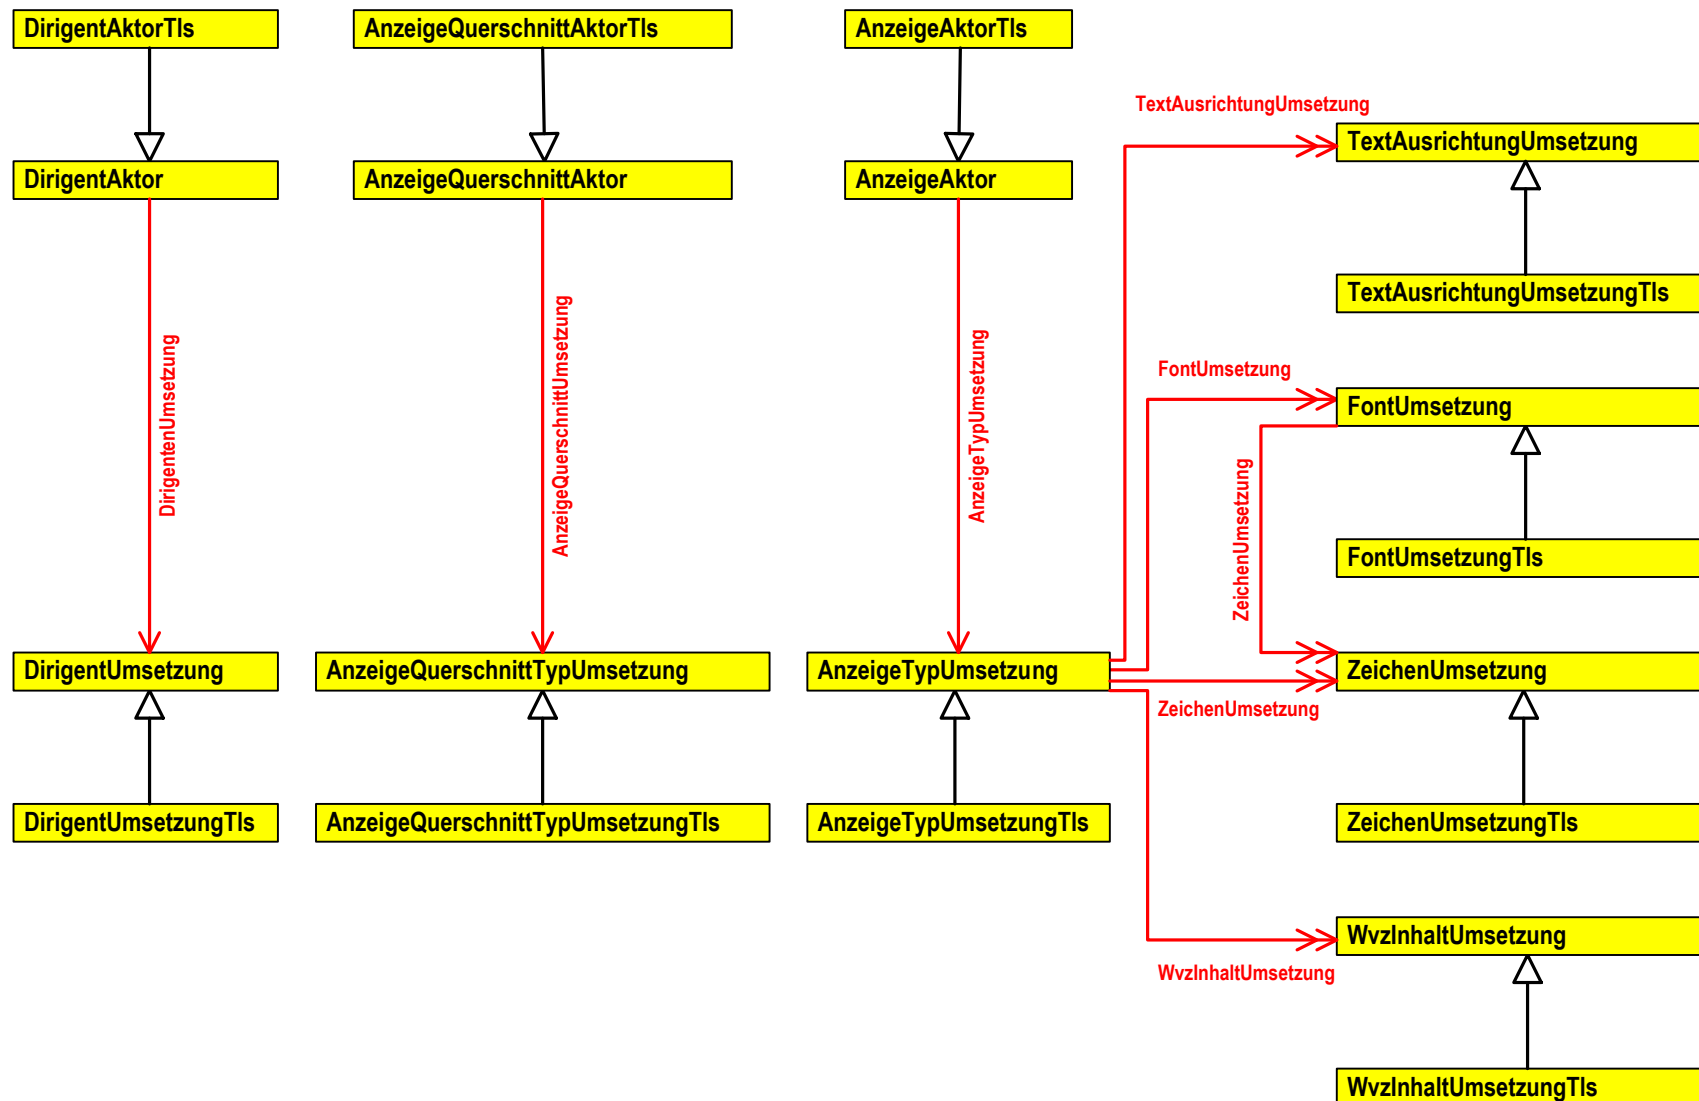 DirigentAktorTls
AnzeigeQuerschnittAktorTls
AnzeigeAktorTls
TextAusrichtungUmsetzung
TextAusrichtungUmsetzung
DirigentAktor
AnzeigeQuerschnittAktor
AnzeigeAktor
TextAusrichtungUmsetzungTls
DirigentenUmsetzung
AnzeigeQuerschnittUmsetzung
AnzeigeTypUmsetzung
FontUmsetzung
FontUmsetzung
ZeichenUmsetzung
FontUmsetzungTls
DirigentUmsetzung
AnzeigeQuerschnittTypUmsetzung
AnzeigeTypUmsetzung
ZeichenUmsetzung
ZeichenUmsetzung
DirigentUmsetzungTls
AnzeigeQuerschnittTypUmsetzungTls
AnzeigeTypUmsetzungTls
ZeichenUmsetzungTls
WvzInhaltUmsetzung
WvzInhaltUmsetzung
WvzInhaltUmsetzungTls